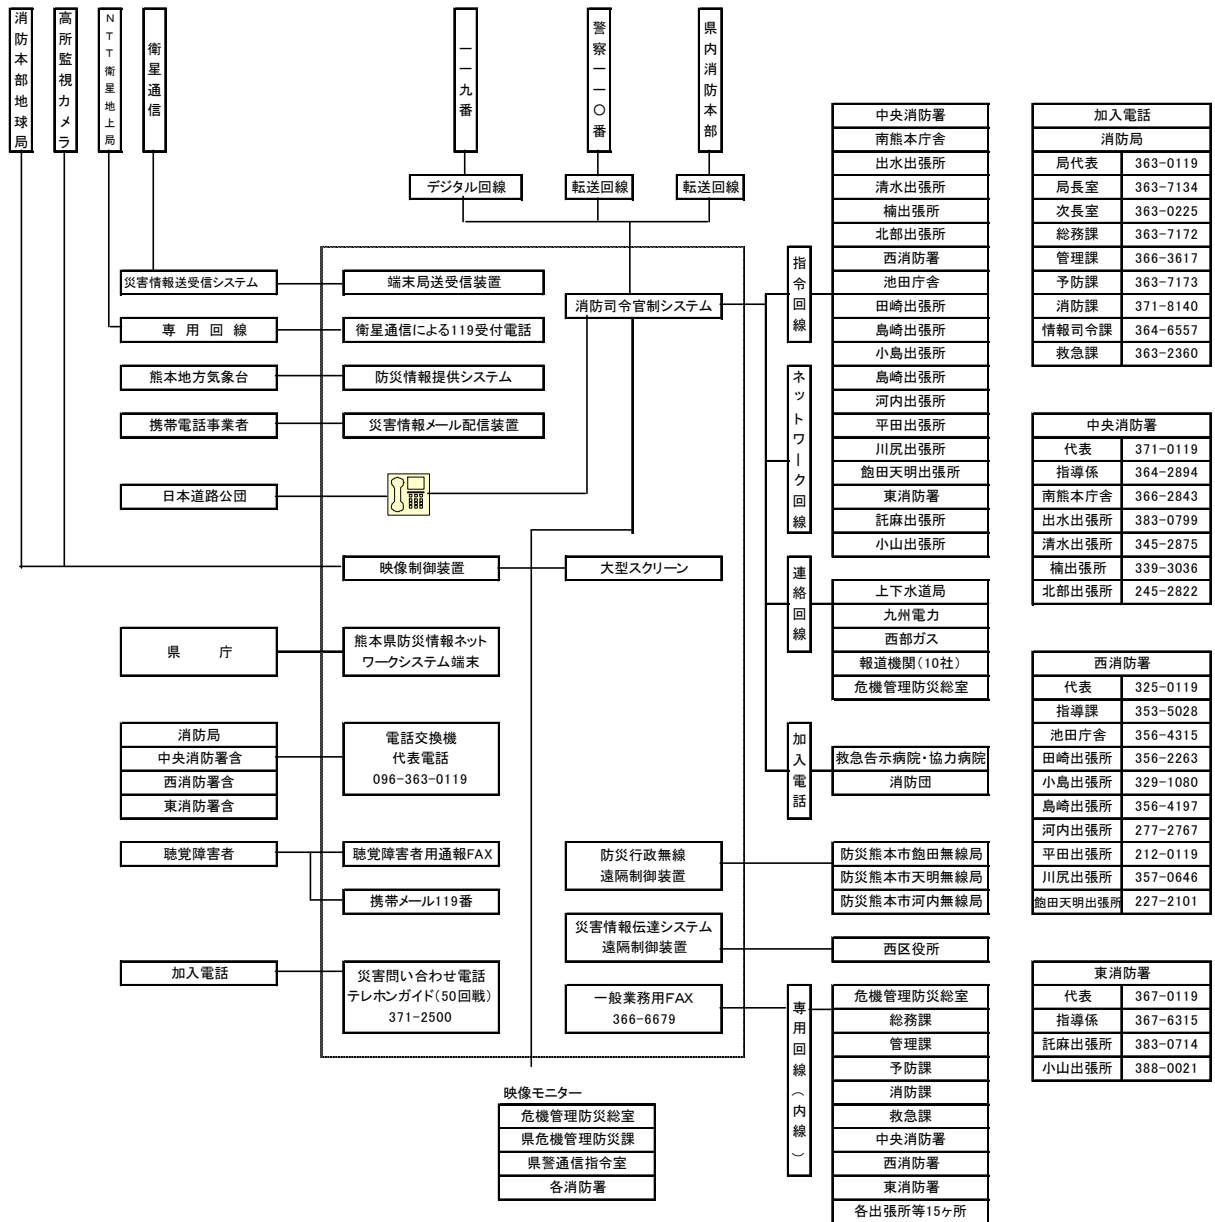 消防本部地球局
高所監視カメラ
NTT衛星地上局
衛星通信
一一九番
警察一一〇番
県内消防本部
デジタル回線
転送回線
転送回線
災害情報送受信システム
端末局送受信装置
消防司令官制システム
専用回線
衛星通信による119受付電話
熊本地方気象台
防災情報提供システム
携帯電話事業者
災害情報メール配信装置
日本道路公団
映像制御装置
大型スクリーン
県 庁
熊本県防災情報ネット
ワークシステム端末
消防局
中央消防署含
西消防署含
東消防署含
電話交換機
代表電話
096-363-0119
聴覚障害者
聴覚障害者用通報FAX
携帯メール119番
防災行政無線
遠隔制御装置
災害情報伝達システム
遠隔制御装置
加入電話
災害問い合わせ電話
テレホンガイド(50回戦)
371-2500
一般業務用FAX
366-6679
映像モニター
危機管理防災総室
県危機管理防災課
県警通信指令室
各消防署
指令回線
ネットワーク回線
連絡回線
加入電話
専用回線(内線)
中央消防署
南熊本庁舎
出水出張所
清水出張所
楠出張所
北部出張所
西消防署
池田庁舎
田崎出張所
島崎出張所
小島出張所
島崎出張所
河内出張所
平田出張所
川尻出張所
飽田天明出張所
東消防署
託麻出張所
小山出張所
上下水道局
九州電力
西部ガス
報道機関(10社)
危機管理防災総室
救急告示病院・協力病院
消防団
防災熊本市飽田無線局
防災熊本市天明無線局
防災熊本市河内無線局
西区役所
危機管理防災総室
総務課
管理課
予防課
消防課
救急課
中央消防署
西消防署
東消防署
各出張所等15ヶ所
加入電話
消防局
局代表 363-0119
局長室 363-7134
次長室 363-0225
総務課 363-7172
管理課 366-3617
予防課 363-7173
消防課 371-8140
情報司令課 364-6557
救急課 363-2360
中央消防署
代表 371-0119
指導係 364-2894
南熊本庁舎 366-2843
出水出張所 383-0799
清水出張所 345-2875
楠出張所 339-3036
北部出張所 245-2822
西消防署
代表 325-0119
指導課 353-5028
池田庁舎 356-4315
田崎出張所 356-2263
小島出張所 329-1080
島崎出張所 356-4197
河内出張所 277-2767
平田出張所 212-0119
川尻出張所 357-0646
飽田天明出張所 227-2101
東消防署
代表 367-0119
指導係 367-6315
託麻出張所 383-0714
小山出張所 388-0021